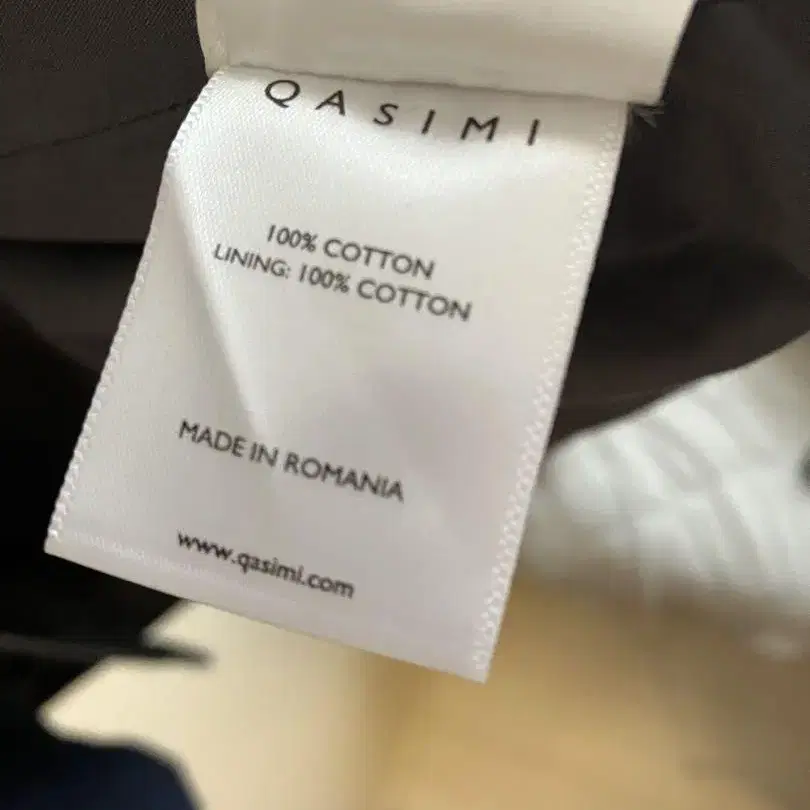 QASIMI
100% COTTON
LINING: 100% COTTON
MADE IN ROMANIA
www.qasimi.com